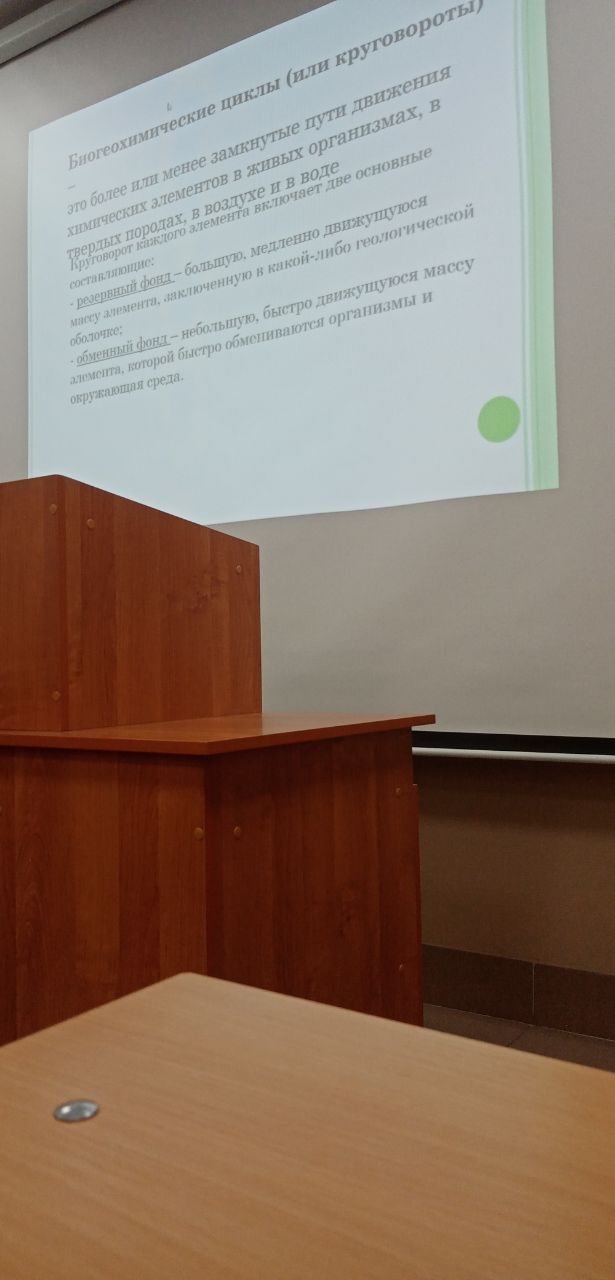 Биогеохимические циклы (или круговороты)
–
это более или менее замкнутые пути движения
химических элементов в живых организмах, в
твердых породах, в воздухе и в воде
Круговорот каждого элемента включает две основные
составляющие:
- резервный фонд – большую, медленно движущуюся
массу элемента, заключенную в какой-либо геологической
оболочке;
- обменный фонд – небольшую, быстро движущуюся массу
элемента, которой быстро обмениваются организмы и
окружающая среда.